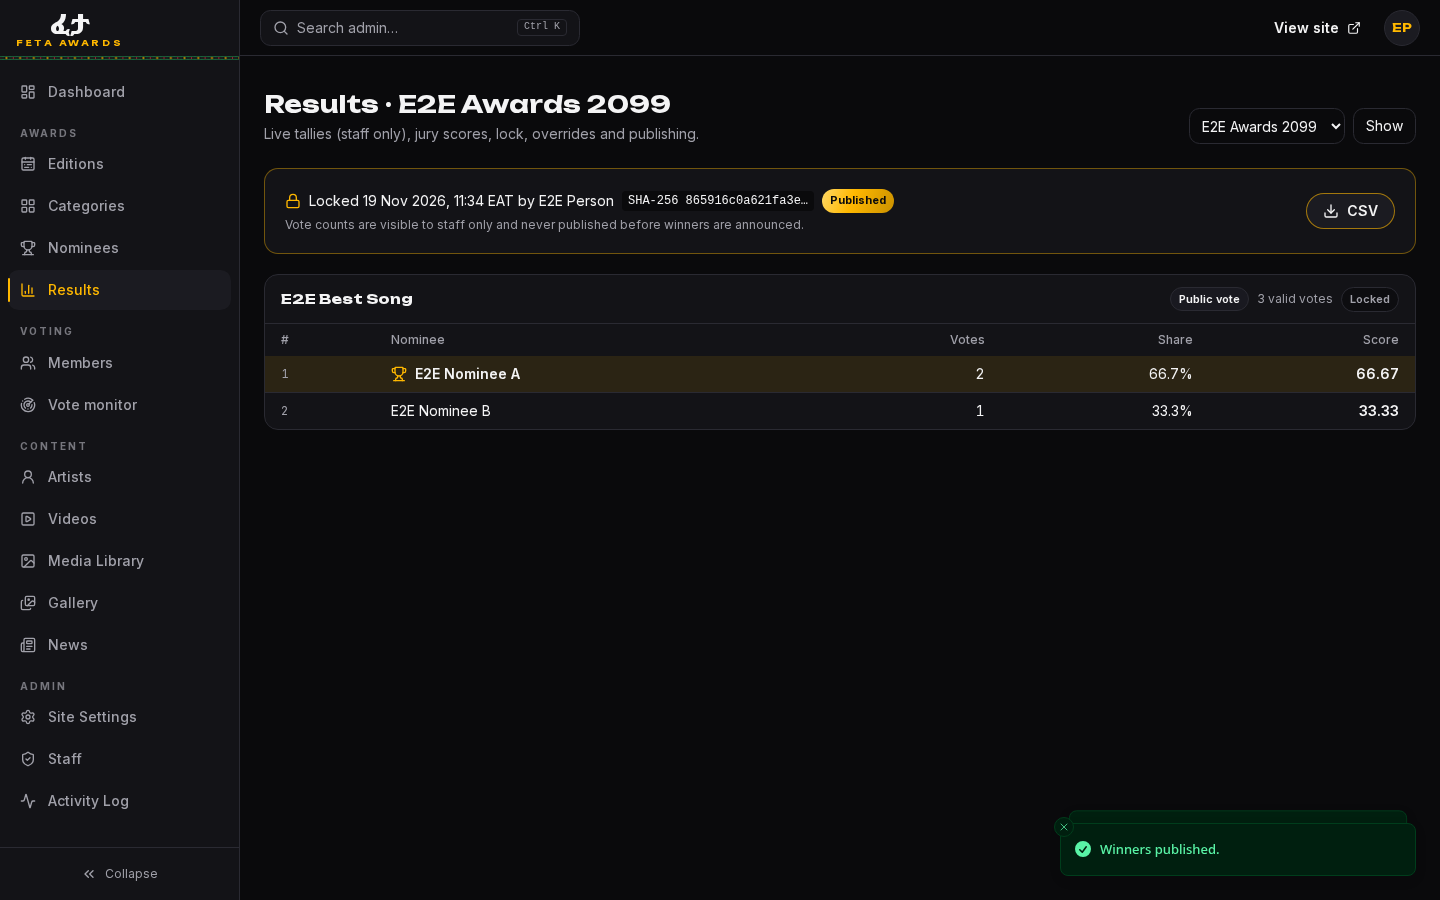 ፈታ
FETA AWARDS
Search admin...
Ctrl K
View site
EP
Dashboard
AWARDS
Editions
Categories
Nominees
Results
VOTING
Members
Vote monitor
CONTENT
Artists
Videos
Media Library
Gallery
News
ADMIN
Site Settings
Staff
Activity Log
Collapse
Results · E2E Awards 2099
Live tallies (staff only), jury scores, lock, overrides and publishing.
E2E Awards 2099
Show
Locked 19 Nov 2026, 11:34 EAT by E2E Person SHA-256 865916c0a621fa3e… Published
Vote counts are visible to staff only and never published before winners are announced.
CSV
E2E Best Song
Public vote 3 valid votes Locked
# Nominee Votes Share Score
1 E2E Nominee A 2 66.7% 66.67
2 E2E Nominee B 1 33.3% 33.33
Winners published.